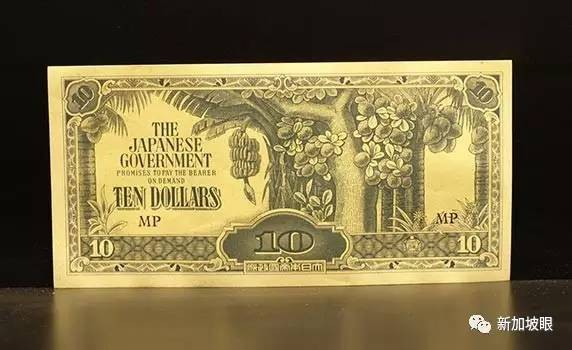 10
10
THE
JAPANESE
GOVERNMENT
PROMISES TO PAY THE BEARER
ON DEMAND
TEN DOLLARS
MP
MP
10
10
10
大日本帝國政府
新加坡眼